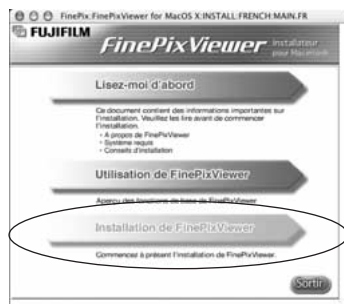 FinePix:FinePixViewer for MacOS X:INSTALL:FRENCH:MAIN.FR
FUJIFILM
FinePixViewer Installateur
pour Macintosh
Lisez-moi d'abord
Ce document contient des informations importantes sur
l'installation. Veuillez les lire avant de commencer
l'installation.
• A propos de FinePixViewer
• Système requis
• Conseils d'installation
Utilisation de FinePixViewer
Aperçu des fonctions de base de FinePixViewer
Installation de FinePixViewer
Commencez à présent l'installation de FinePixViewer.
Sortir